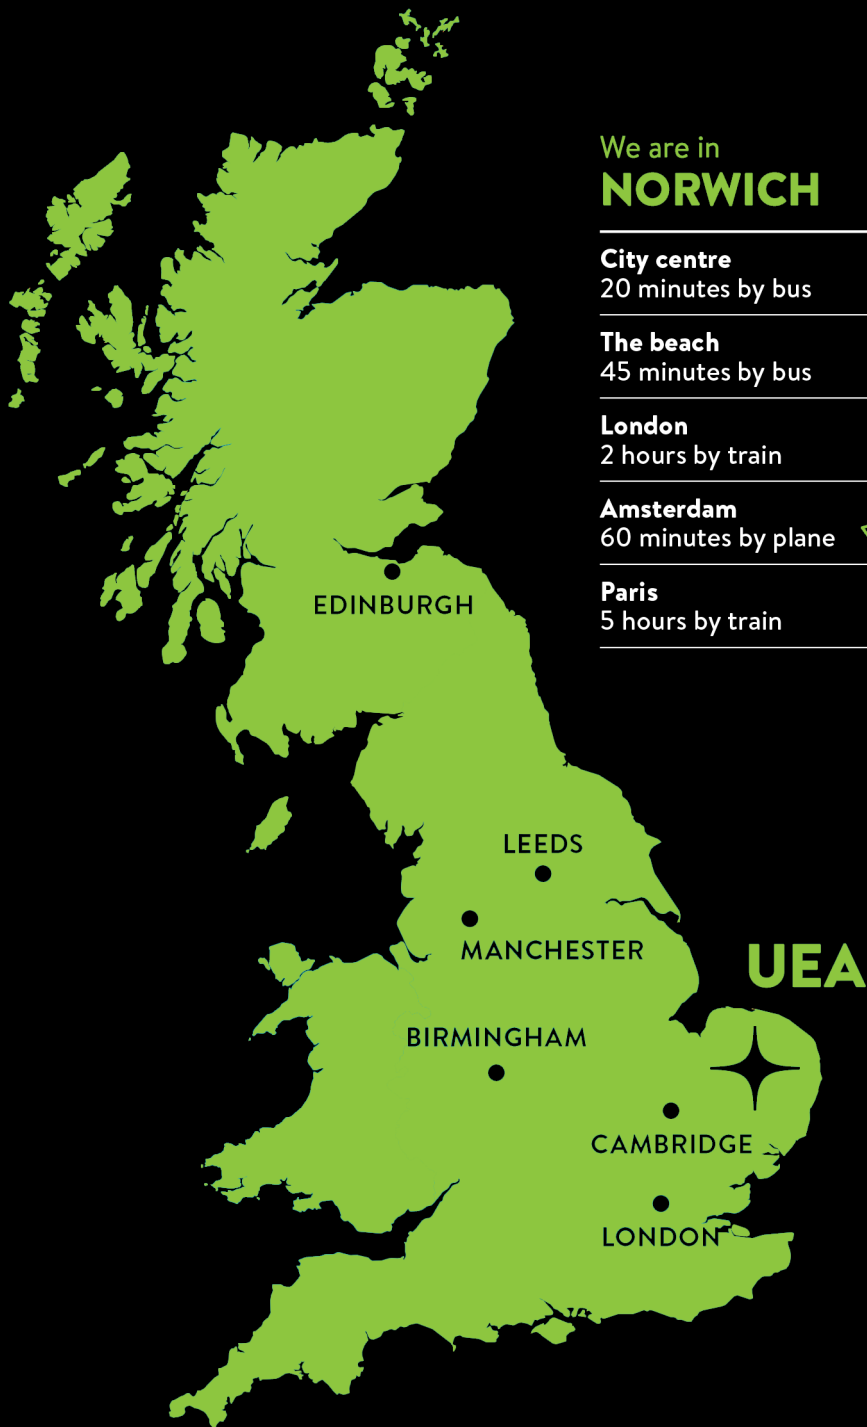 We are in
NORWICH
City centre
20 minutes by bus
The beach
45 minutes by bus
London
2 hours by train
Amsterdam
60 minutes by plane
Paris
5 hours by train
EDINBURGH
LEEDS
MANCHESTER
UEA
BIRMINGHAM
CAMBRIDGE
LONDON